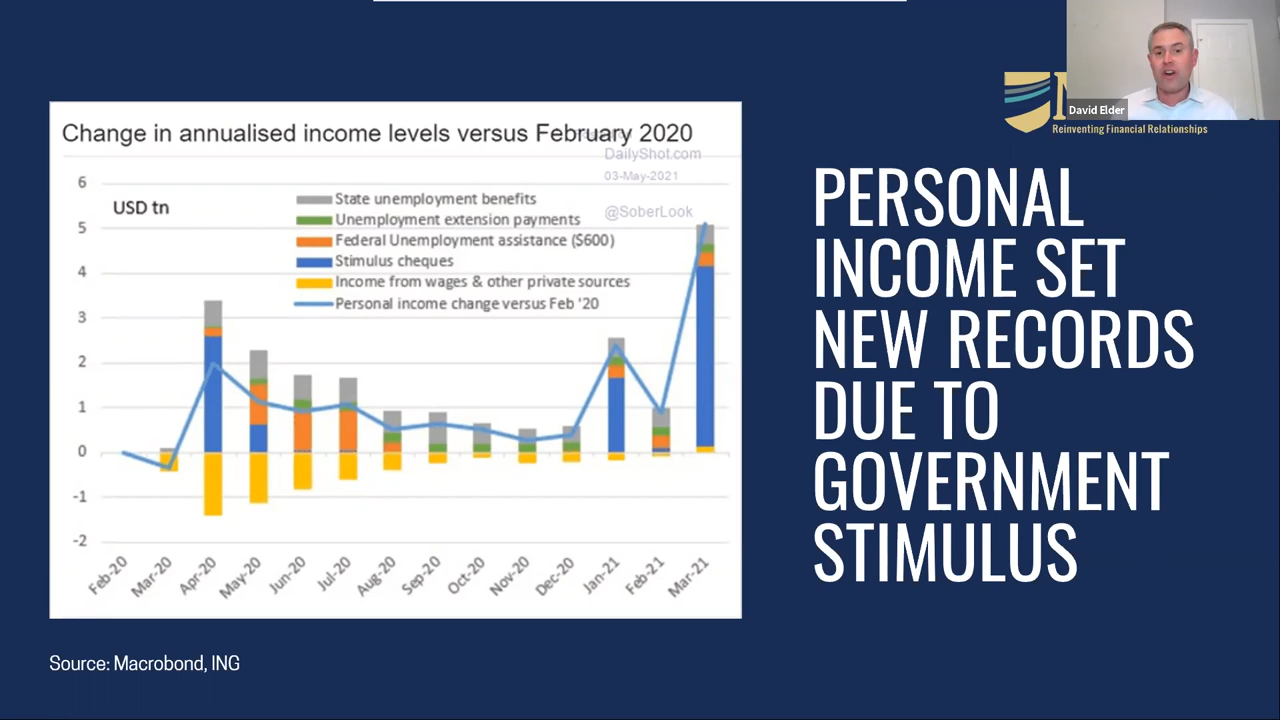 David Elder
Reinventing Financial Relationships
Change in annualised income levels versus February 2020
DailyShot.com
03-May-2021
@SoberLook
USD tn
State unemployment benefits
Unemployment extension payments
Federal Unemployment assistance ($600)
Stimulus cheques
Income from wages & other private sources
Personal income change versus Feb '20
6
5
4
3
2
1
0
-1
-2
Feb-20
Mar-20
Apr-20
May-20
Jun-20
Jul-20
Aug-20
Sep-20
Oct-20
Nov-20
Dec-20
Jan-21
Feb-21
Mar-21
PERSONAL
INCOME SET
NEW RECORDS
DUE TO
GOVERNMENT
STIMULUS
Source: Macrobond, ING